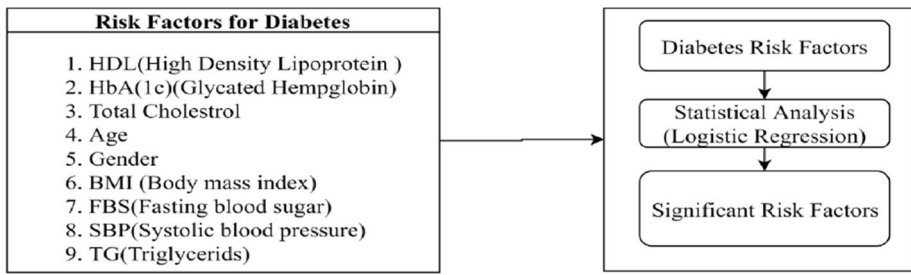 Risk Factors for Diabetes
1. HDL(High Density Lipoprotein )
2. HbA(1c)(Glycated Hempglobin)
3. Total Cholestrol
4. Age
5. Gender
6. BMI (Body mass index)
7. FBS(Fasting blood sugar)
8. SBP(Systolic blood pressure)
9. TG(Triglycerids)
Diabetes Risk Factors
Statistical Analysis
(Logistic Regression)
Significant Risk Factors